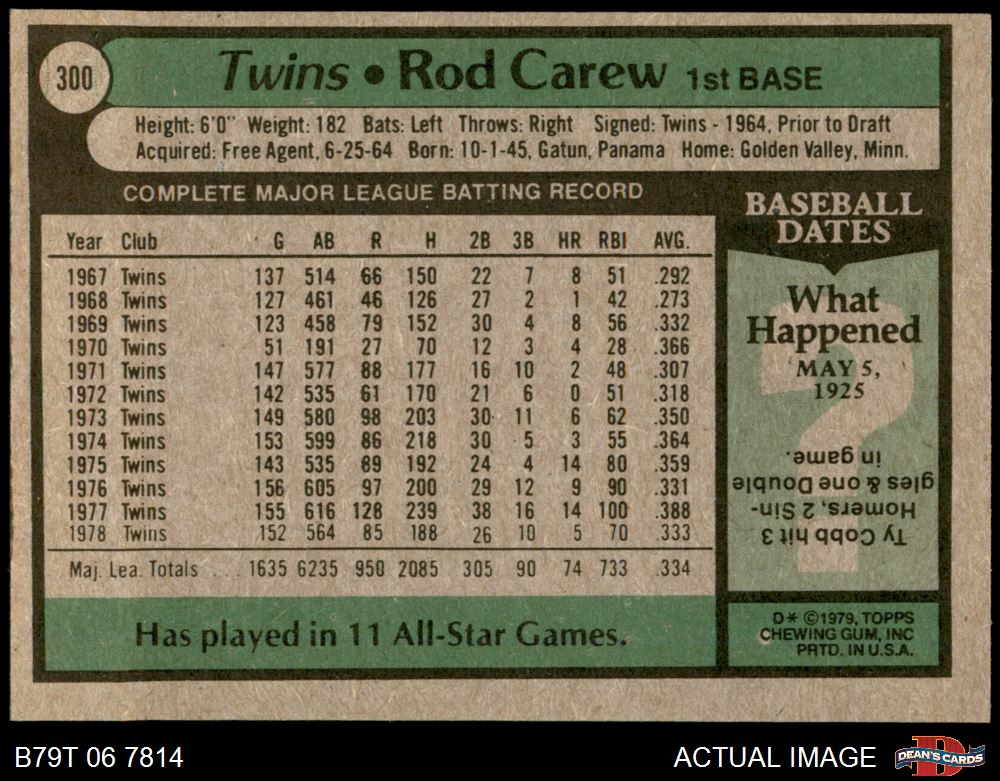 300
Twins • Rod Carew 1st BASE
Height: 6'0" Weight: 182 Bats: Left Throws: Right Signed: Twins - 1964, Prior to Draft
Acquired: Free Agent, 6-25-64 Born: 10-1-45, Gatun, Panama Home: Golden Valley, Minn.
COMPLETE MAJOR LEAGUE BATTING RECORD
Year Club G AB R H 2B 3B HR RBI AVG.
1967 Twins 137 514 66 150 22 7 8 51 .292
1968 Twins 127 461 46 126 27 2 1 42 .273
1969 Twins 123 458 79 152 30 4 8 56 .332
1970 Twins 51 191 27 70 12 3 4 28 .366
1971 Twins 147 577 88 177 16 10 2 48 .307
1972 Twins 142 535 61 170 21 6 0 51 .318
1973 Twins 149 580 98 203 30 11 6 62 .350
1974 Twins 153 599 86 218 30 5 3 55 .364
1975 Twins 143 535 89 192 24 4 14 80 .359
1976 Twins 156 605 97 200 29 12 9 90 .331
1977 Twins 155 616 128 239 38 16 14 100 .388
1978 Twins 152 564 85 188 26 10 5 70 .333
Maj. Lea. Totals ... 1635 6235 950 2085 305 90 74 733 .334
Has played in 11 All-Star Games.
BASEBALL
DATES
What
Happened
MAY 5,
1925
Ty Cobb hit 3
Homers, 2 Sin-
gles & one Double
in game.
D* ©1979, TOPPS
CHEWING GUM, INC
PRTD. IN U.S.A.
B79T 06 7814
ACTUAL IMAGE
D
DEAN'S CARDS